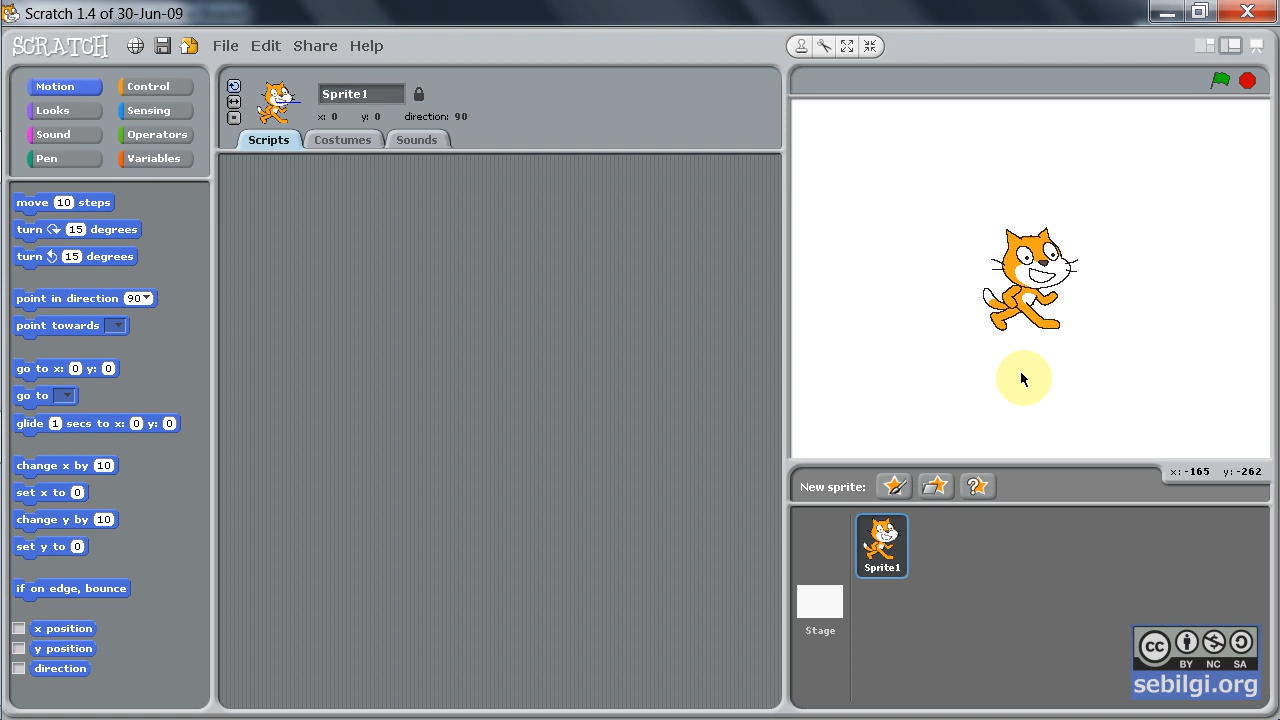 Scratch 1.4 of 30-Jun-09
SCRATCH File Edit Share Help
Motion Control
Looks Sensing
Sound Operators
Pen Variables
Sprite1
x: 0 y: 0 direction: 90
Scripts Costumes Sounds
move 10 steps
turn 15 degrees
turn 15 degrees
point in direction 90
point towards
go to x: 0 y: 0
go to
glide 1 secs to x: 0 y: 0
change x by 10
set x to 0
change y by 10
set y to 0
if on edge, bounce
x position
y position
direction
x: -165 y: -262
New sprite:
Sprite1
Stage
cc
BY NC SA
sebilgi.org